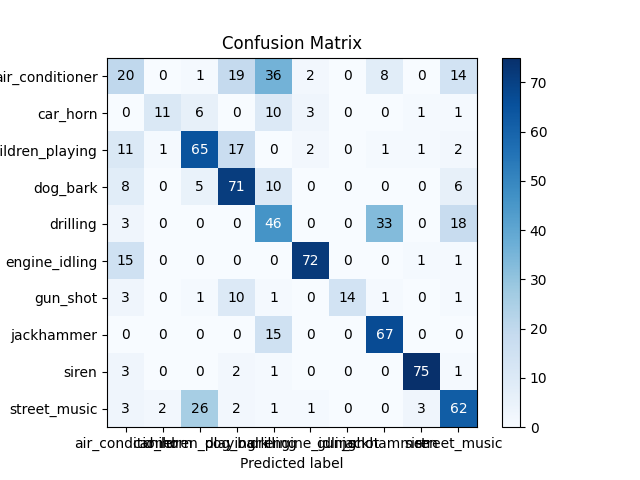 Confusion Matrix
air_conditioner 20 0 1 19 36 2 0 8 0 14
car_horn 0 11 6 0 10 3 0 0 1 1
ildren_playing 11 1 65 17 0 2 0 1 1 2
dog_bark 8 0 5 71 10 0 0 0 0 6
drilling 3 0 0 0 46 0 0 33 0 18
engine_idling 15 0 0 0 0 72 0 0 1 1
gun_shot 3 0 1 10 1 0 14 1 0 1
jackhammer 0 0 0 0 15 0 0 67 0 0
siren 3 0 0 2 1 0 0 0 75 1
street_music 3 2 26 2 1 1 0 0 3 62
70
60
50
40
30
20
10
0
street_music
Predicted label